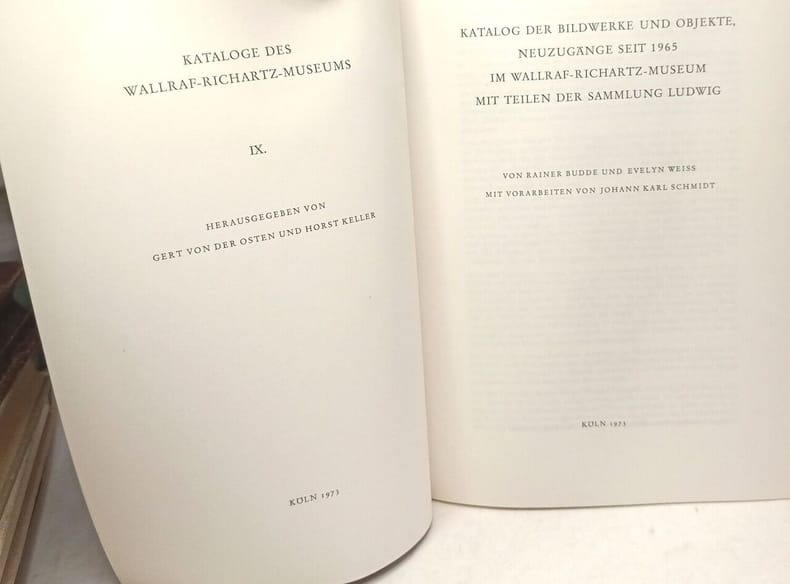 KATALOGE DES
WALLRAF-RICHARTZ-MUSEUMS
IX.
HERAUSGEGEBEN VON
GERT VON DER OSTEN UND HORST KELLER
KÖLN 1973
KATALOG DER BILDWERKE UND OBJEKTE,
NEUZUGÄNGE SEIT 1965
IM WALLRAF-RICHARTZ-MUSEUM
MIT TEILEN DER SAMMLUNG LUDWIG
VON RAINER BUDDE UND EVELYN WEISS
MIT VORARBEITEN VON JOHANN KARL SCHMIDT
KÖLN 1973